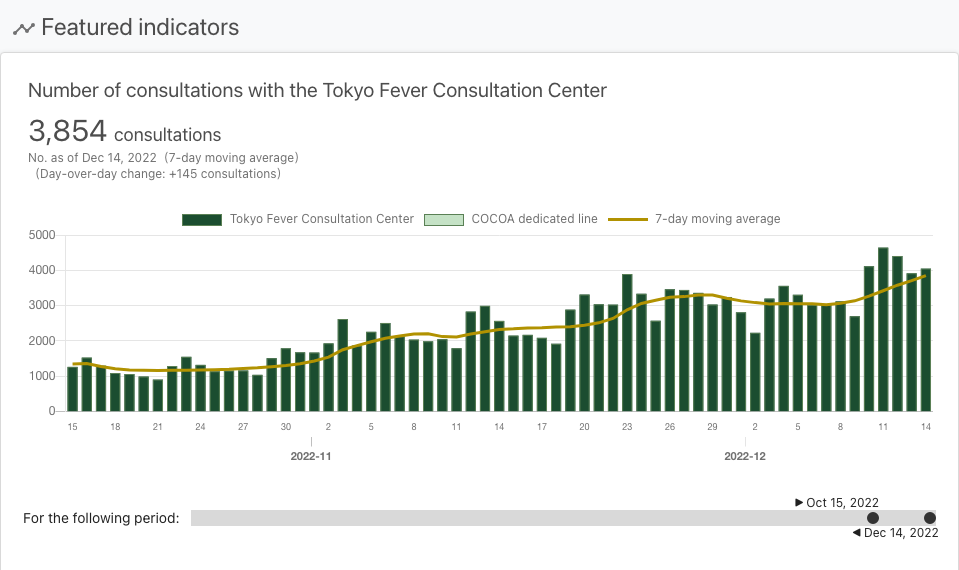 Featured indicators
Number of consultations with the Tokyo Fever Consultation Center
3,854 consultations
No. as of Dec 14, 2022 (7-day moving average)
(Day-over-day change: +145 consultations)
Tokyo Fever Consultation Center COCOA dedicated line 7-day moving average
5000
4000
3000
2000
1000
0
15 18 21 24 27 30 2 5 8 11 14 17 20 23 26 29 2 5 8 11 14
2022-11 2022-12
▶ Oct 15, 2022
For the following period:
◀ Dec 14, 2022